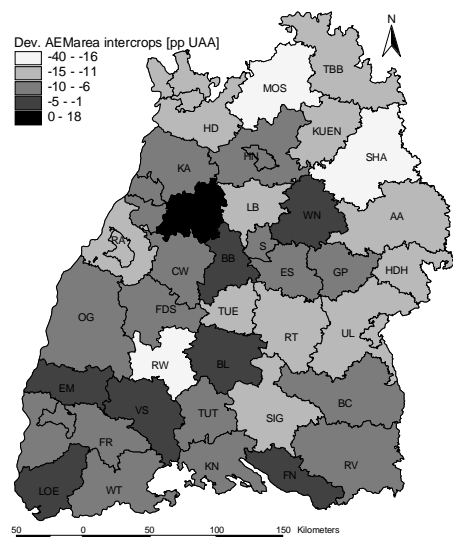 N
Dev. AEMarea intercrops [pp UAA]
-40 - -16
-15 - -11
-10 - -6
-5 - -1
0 - 18
TBB
MOS
HD
KUEN
HN
SHA
KA
LB
WN
AA
RA
S
CW
BB
ES
GP
HDH
OG
FDS
TUE
RT
UL
RW
BL
EM
VS
BC
TUT
SIG
FR
KN
RV
FN
LOE
WT
50 0 50 100 150 Kilometers